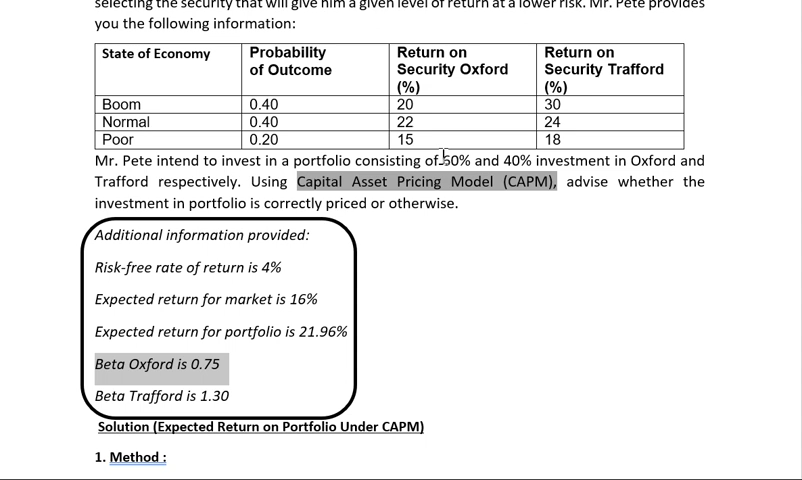 selecting the security that will give him a given level of return at a lower risk. Mr. Pete provides
you the following information:
State of Economy Probability of Outcome Return on Security Oxford (%) Return on Security Trafford (%)
Boom 0.40 20 30
Normal 0.40 22 24
Poor 0.20 15 18
Mr. Pete intend to invest in a portfolio consisting of 60% and 40% investment in Oxford and
Trafford respectively. Using Capital Asset Pricing Model (CAPM), advise whether the
investment in portfolio is correctly priced or otherwise.
Additional information provided:
Risk-free rate of return is 4%
Expected return for market is 16%
Expected return for portfolio is 21.96%
Beta Oxford is 0.75
Beta Trafford is 1.30
Solution (Expected Return on Portfolio Under CAPM)
1. Method :